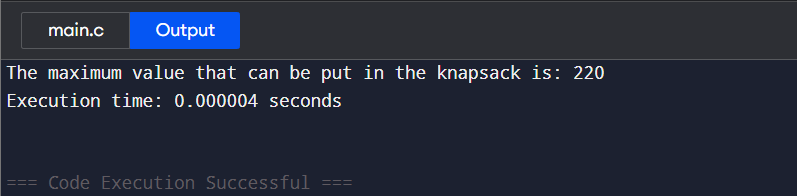 main.c Output
The maximum value that can be put in the knapsack is: 220
Execution time: 0.000004 seconds
=== Code Execution Successful ===